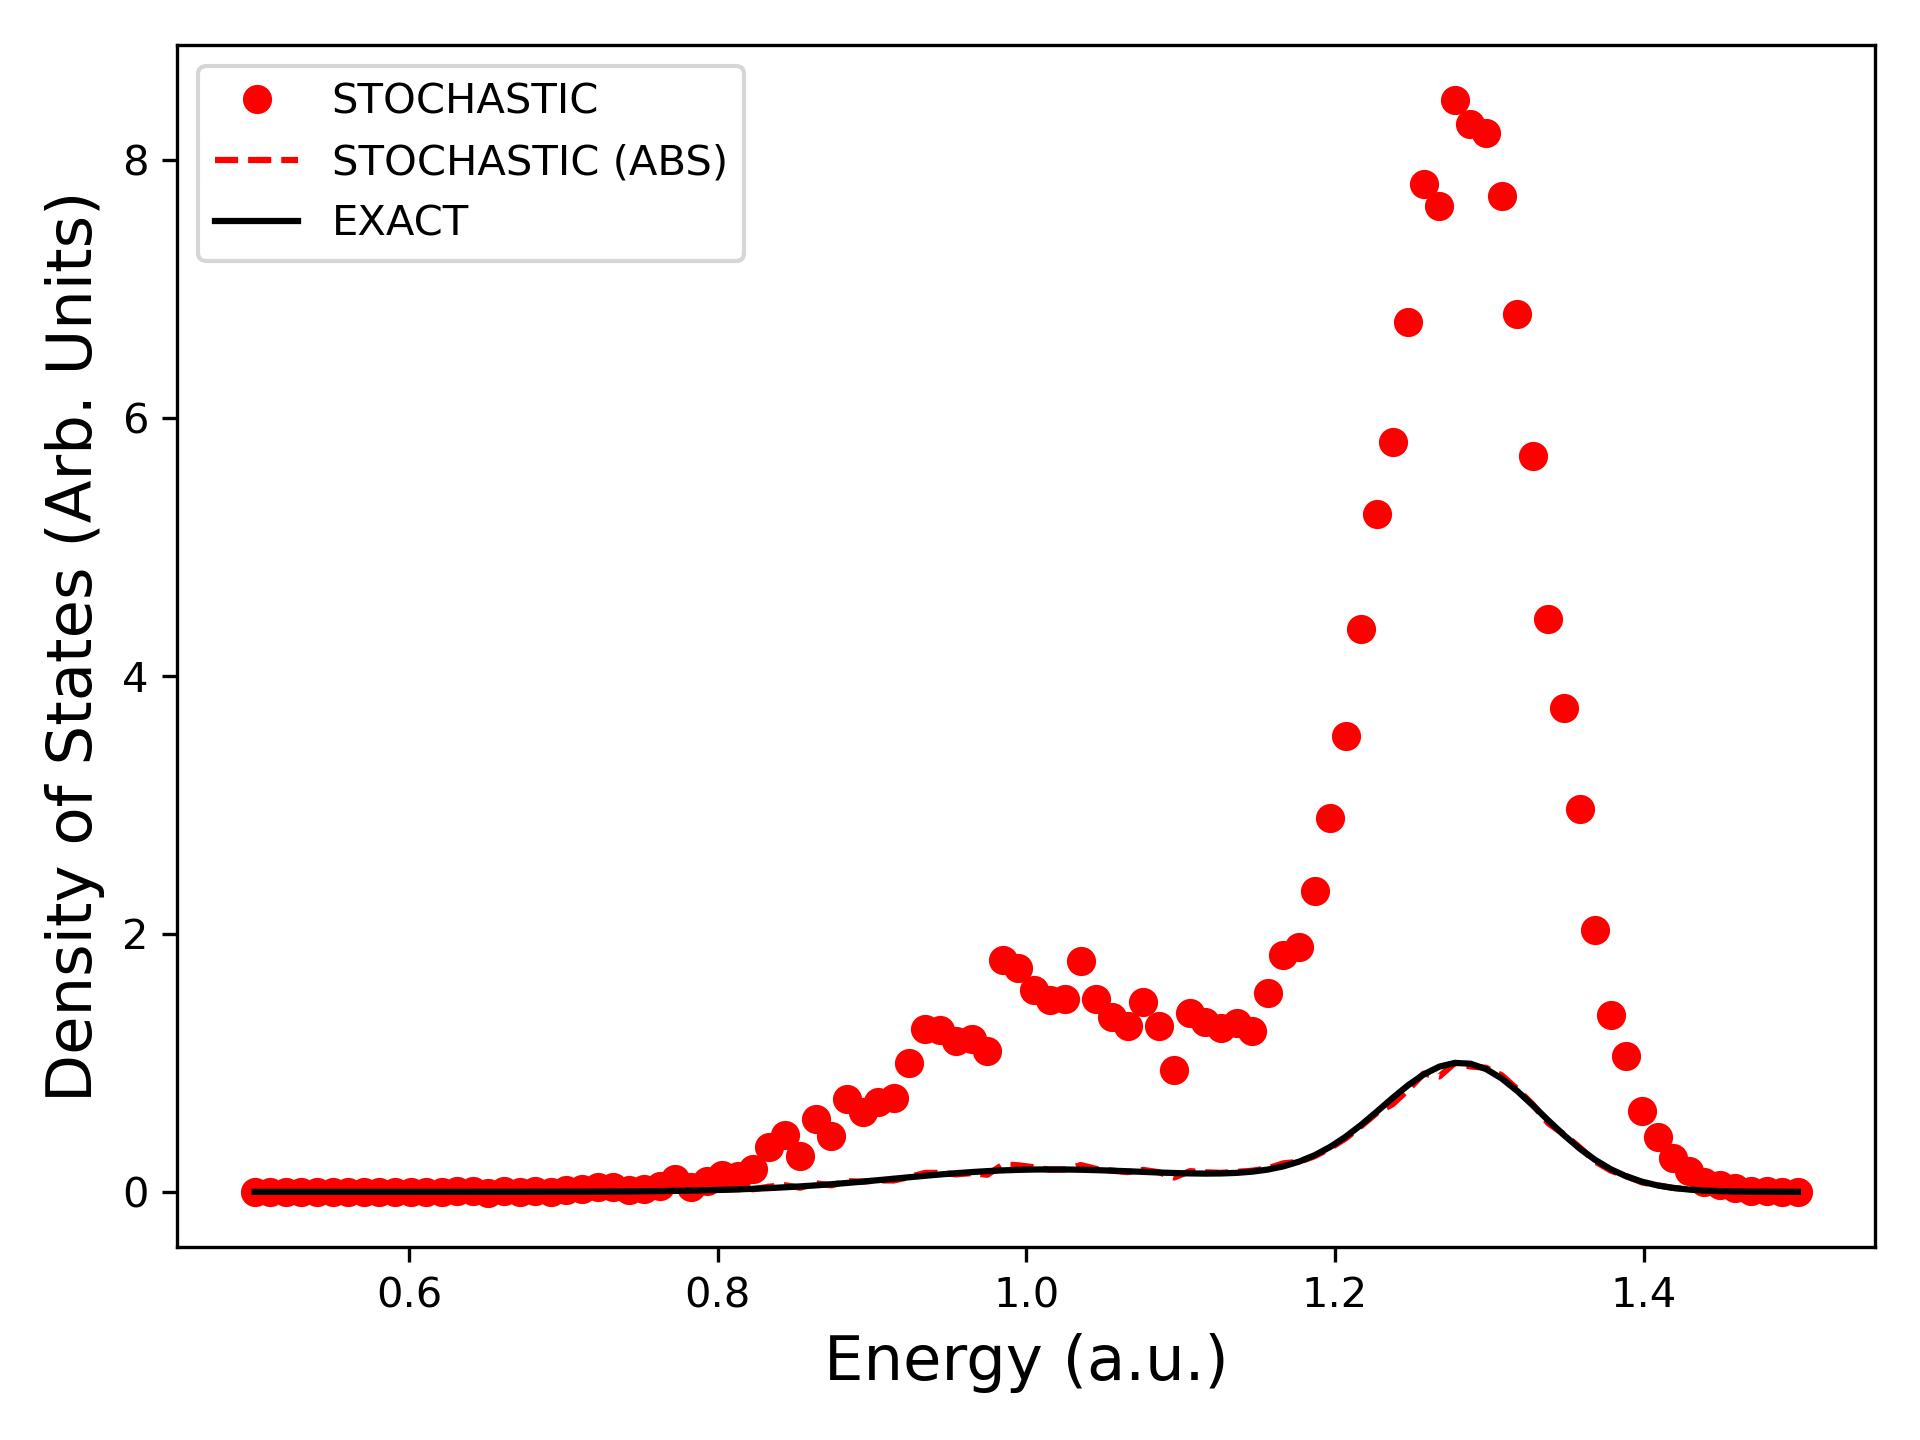 STOCHASTIC
STOCHASTIC (ABS)
EXACT
Density of States (Arb. Units)
8
6
4
2
0
0.6 0.8 1.0 1.2 1.4
Energy (a.u.)